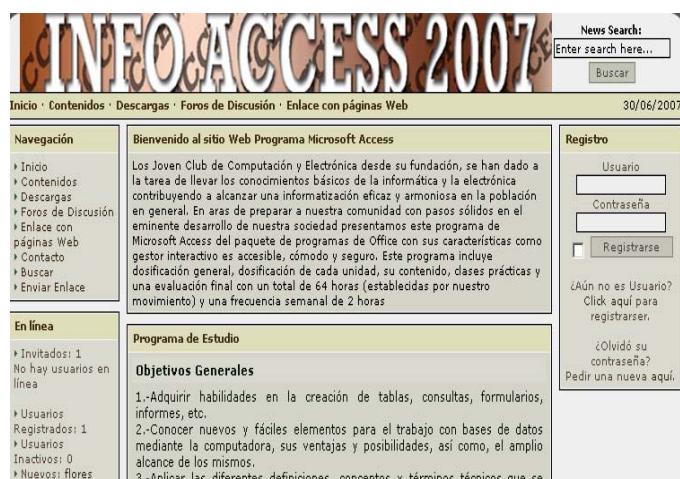 INFO ACCESS 2007
News Search:
Enter search here...
Buscar
Inicio · Contenidos · Descargas · Foros de Discusión · Enlace con páginas Web
30/06/2007
Navegación
Inicio
Contenidos
Descargas
Foros de Discusión
Enlace con
páginas Web
Contacto
Buscar
Enviar Enlace
En línea
Invitados: 1
No hay usuarios en
línea
Usuarios
Registrados: 1
Usuarios
Inactivos: 0
Nuevos: flores
Bienvenido al sitio Web Programa Microsoft Access
Los Joven Club de Computación y Electrónica desde su fundación, se han dado a
la tarea de llevar los conocimientos básicos de la informática y la electrónica
contribuyendo a alcanzar una informatización eficaz y armoniosa en la población
en general. En aras de preparar a nuestra comunidad con pasos sólidos en el
eminente desarrollo de nuestra sociedad presentamos este programa de
Microsoft Access del paquete de programas de Office con sus características como
gestor interactivo es accesible, cómodo y seguro. Este programa incluye
dosificación general, dosificación de cada unidad, su contenido, clases prácticas y
una evaluación final con un total de 64 horas (establecidas por nuestro
movimiento) y una frecuencia semanal de 2 horas
Programa de Estudio
Objetivos Generales
1.-Adquirir habilidades en la creación de tablas, consultas, formularios,
informes, etc.
2.-Conocer nuevos y fáciles elementos para el trabajo con bases de datos
mediante la computadora, sus ventajas y posibilidades, así como, el amplio
alcance de los mismos.
3.-Aplicar las diferentes definiciones, conceptos y términos técnicos que se
Registro
Usuario
Contraseña
Registrarse
¿Aún no es Usuario?
Click aquí para
registrarser.
¿Olvidó su
contraseña?
Pedir una nueva aquí.